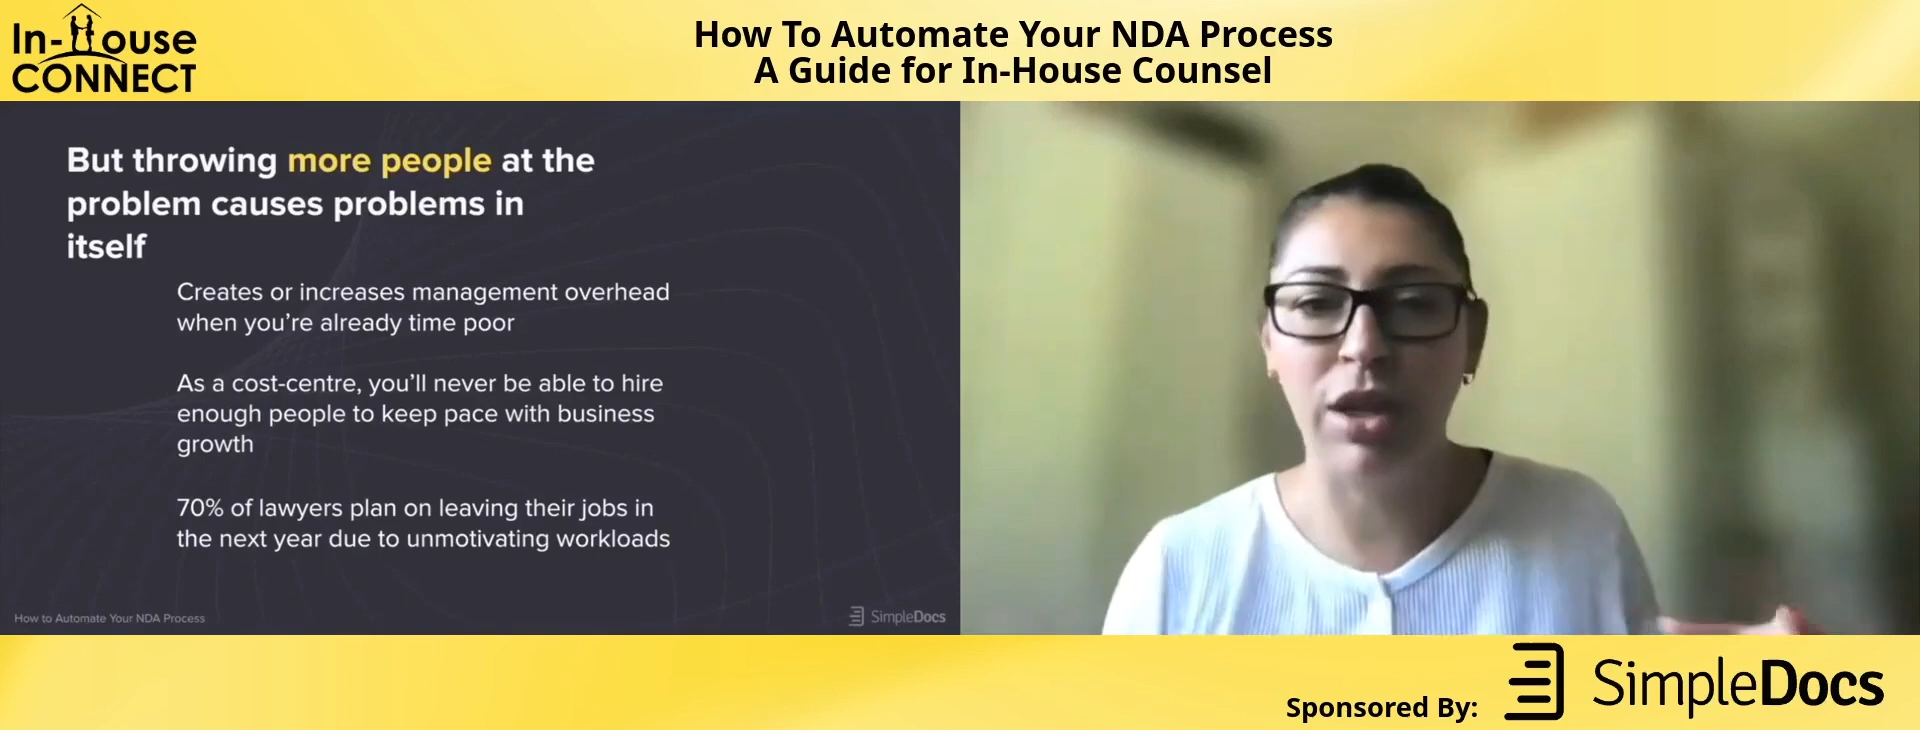 In-House
CONNECT
How To Automate Your NDA Process
A Guide for In-House Counsel
But throwing more people at the
problem causes problems in
itself
Creates or increases management overhead
when you’re already time poor
As a cost-centre, you’ll never be able to hire
enough people to keep pace with business
growth
70% of lawyers plan on leaving their jobs in
the next year due to unmotivating workloads
How to Automate Your NDA Process
SimpleDocs
Sponsored By:
SimpleDocs